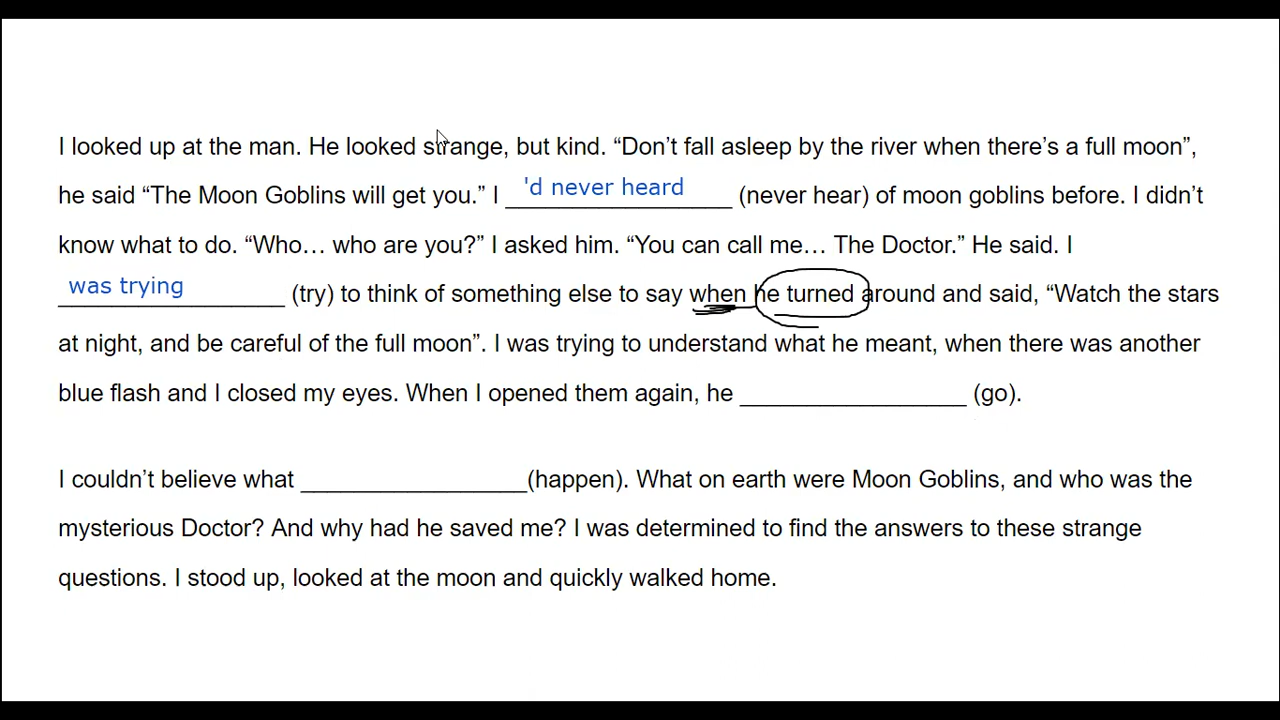 I looked up at the man. He looked strange, but kind. “Don’t fall asleep by the river when there’s a full moon”,
he said “The Moon Goblins will get you.” I 'd never heard (never hear) of moon goblins before. I didn’t
know what to do. “Who… who are you?” I asked him. “You can call me… The Doctor.” He said. I
was trying (try) to think of something else to say when he turned around and said, “Watch the stars
at night, and be careful of the full moon”. I was trying to understand what he meant, when there was another
blue flash and I closed my eyes. When I opened them again, he _________________ (go).
I couldn’t believe what _________________(happen). What on earth were Moon Goblins, and who was the
mysterious Doctor? And why had he saved me? I was determined to find the answers to these strange
questions. I stood up, looked at the moon and quickly walked home.